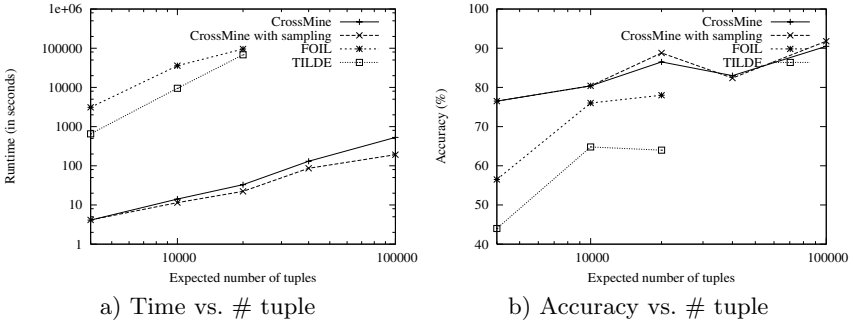 1e+06
100000
10000
1000
100
10
1
10000
100000
Runtime (in seconds)
Expected number of tuples
CrossMine
CrossMine with sampling
FOIL
TILDE
a) Time vs. # tuple
100
90
80
70
60
50
40
10000
100000
Accuracy (%)
Expected number of tuples
CrossMine
CrossMine with sampling
FOIL
TILDE
b) Accuracy vs. # tuple